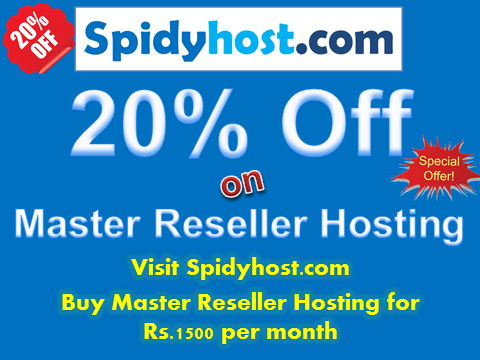 20%
OFF
Spidyhost.com
20% Off
on
Special
Offer!
Master Reseller Hosting
Visit Spidyhost.com
Buy Master Reseller Hosting for
Rs.1500 per month